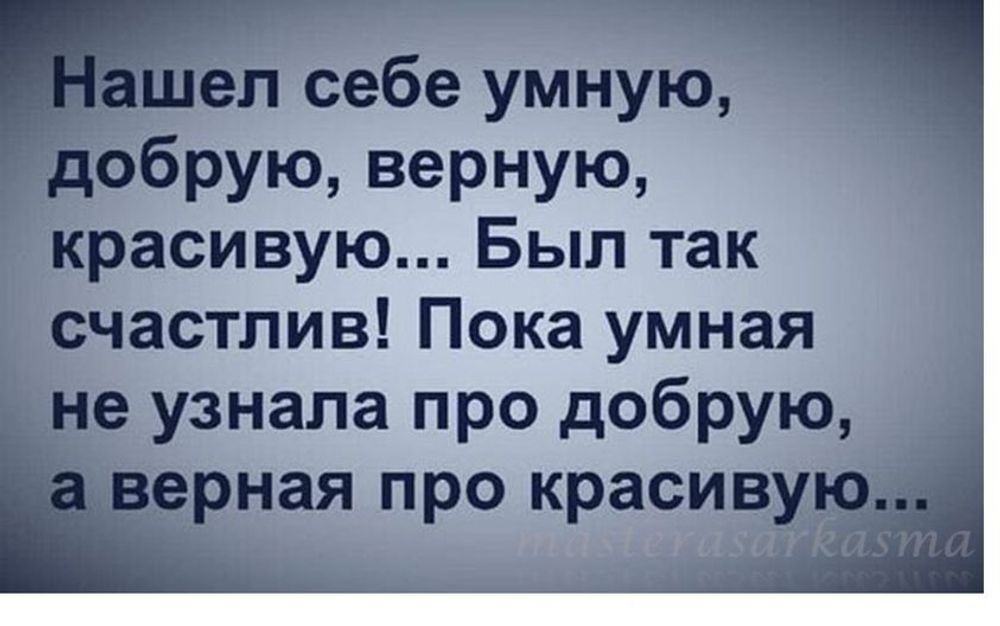 Нашел себе умную,
добрую, верную,
красивую... Был так
счастлив! Пока умная
не узнала про добрую,
а верная про красивую...
masterasarkasma